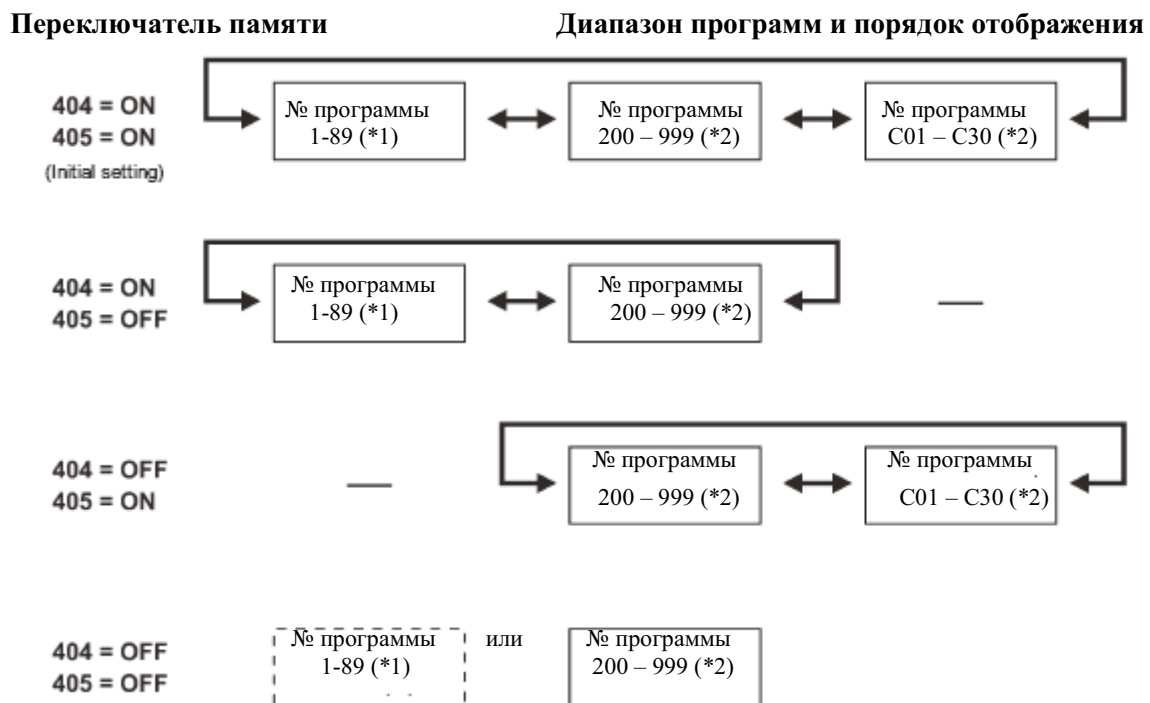 Переключатель памяти Диапазон программ и порядок отображения
404 = ON
405 = ON
(Initial setting)
№ программы
1-89 (*1)
№ программы
200 – 999 (*2)
№ программы
C01 – C30 (*2)
404 = ON
405 = OFF
№ программы
1-89 (*1)
№ программы
200 – 999 (*2)
404 = OFF
405 = ON
№ программы
200 – 999 (*2)
№ программы
C01 – C30 (*2)
404 = OFF
405 = OFF
№ программы
1-89 (*1)
или
№ программы
200 – 999 (*2)